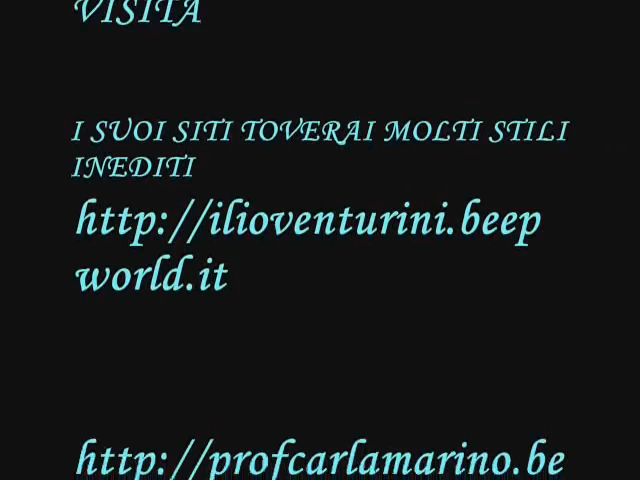 VISITA
I SUOI SITI TOVERAI MOLTI STILI
INEDITI
http://ilioventurini.beep
world.it
http://profcarlamarino.be